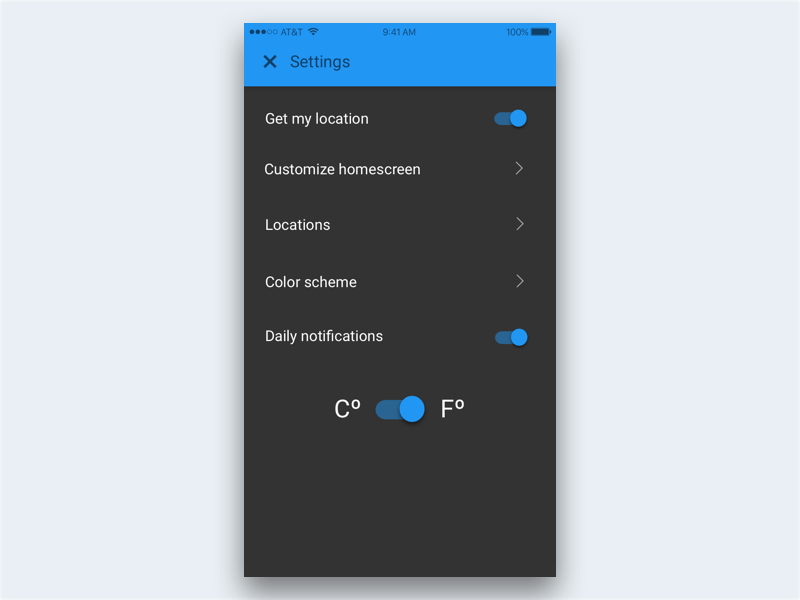 AT&T 9:41 AM 100%
Settings
Get my location
Customize homescreen
Locations
Color scheme
Daily notifications
Cº Fº